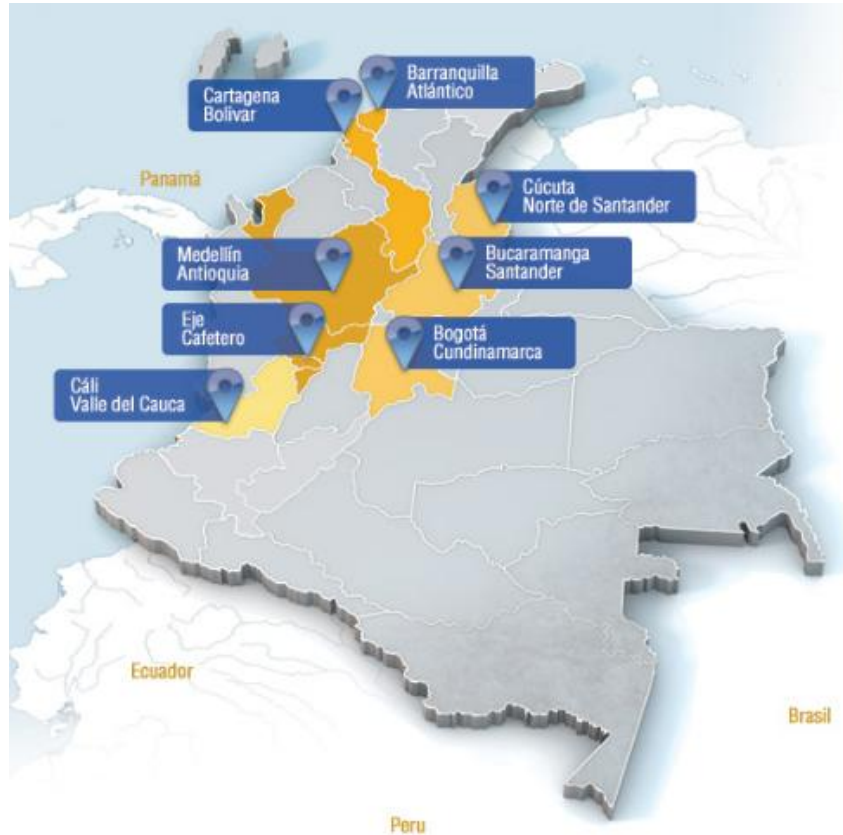 Barranquilla
Atlántico
Cartagena
Bolivar
Panamá
Cúcuta
Norte de Santander
Medellín
Antioquia
Bucaramanga
Santander
Eje
Cafetero
Bogotá
Cundinamarca
Cáli
Valle del Cauca
Ecuador
Brasil
Peru